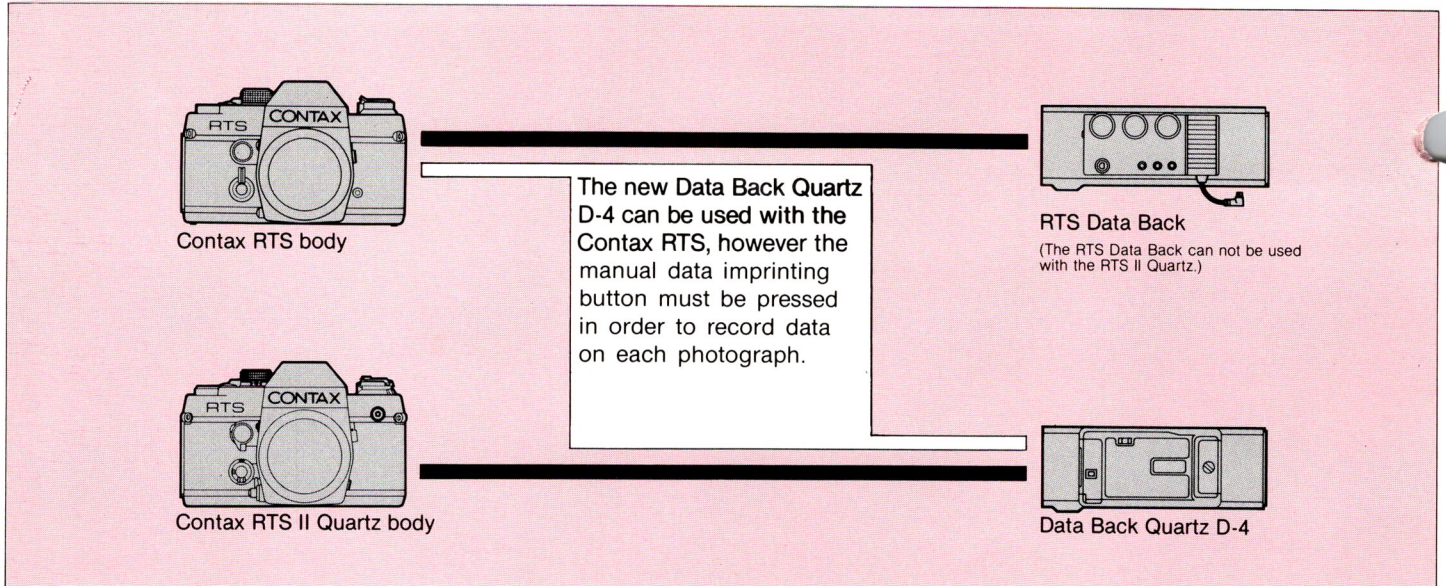 RTS
CONTAX
Contax RTS body
The new Data Back Quartz
D-4 can be used with the
Contax RTS, however the
manual data imprinting
button must be pressed
in order to record data
on each photograph.
RTS Data Back
(The RTS Data Back can not be used
with the RTS II Quartz.)
RTS
CONTAX
Contax RTS II Quartz body
Data Back Quartz D-4